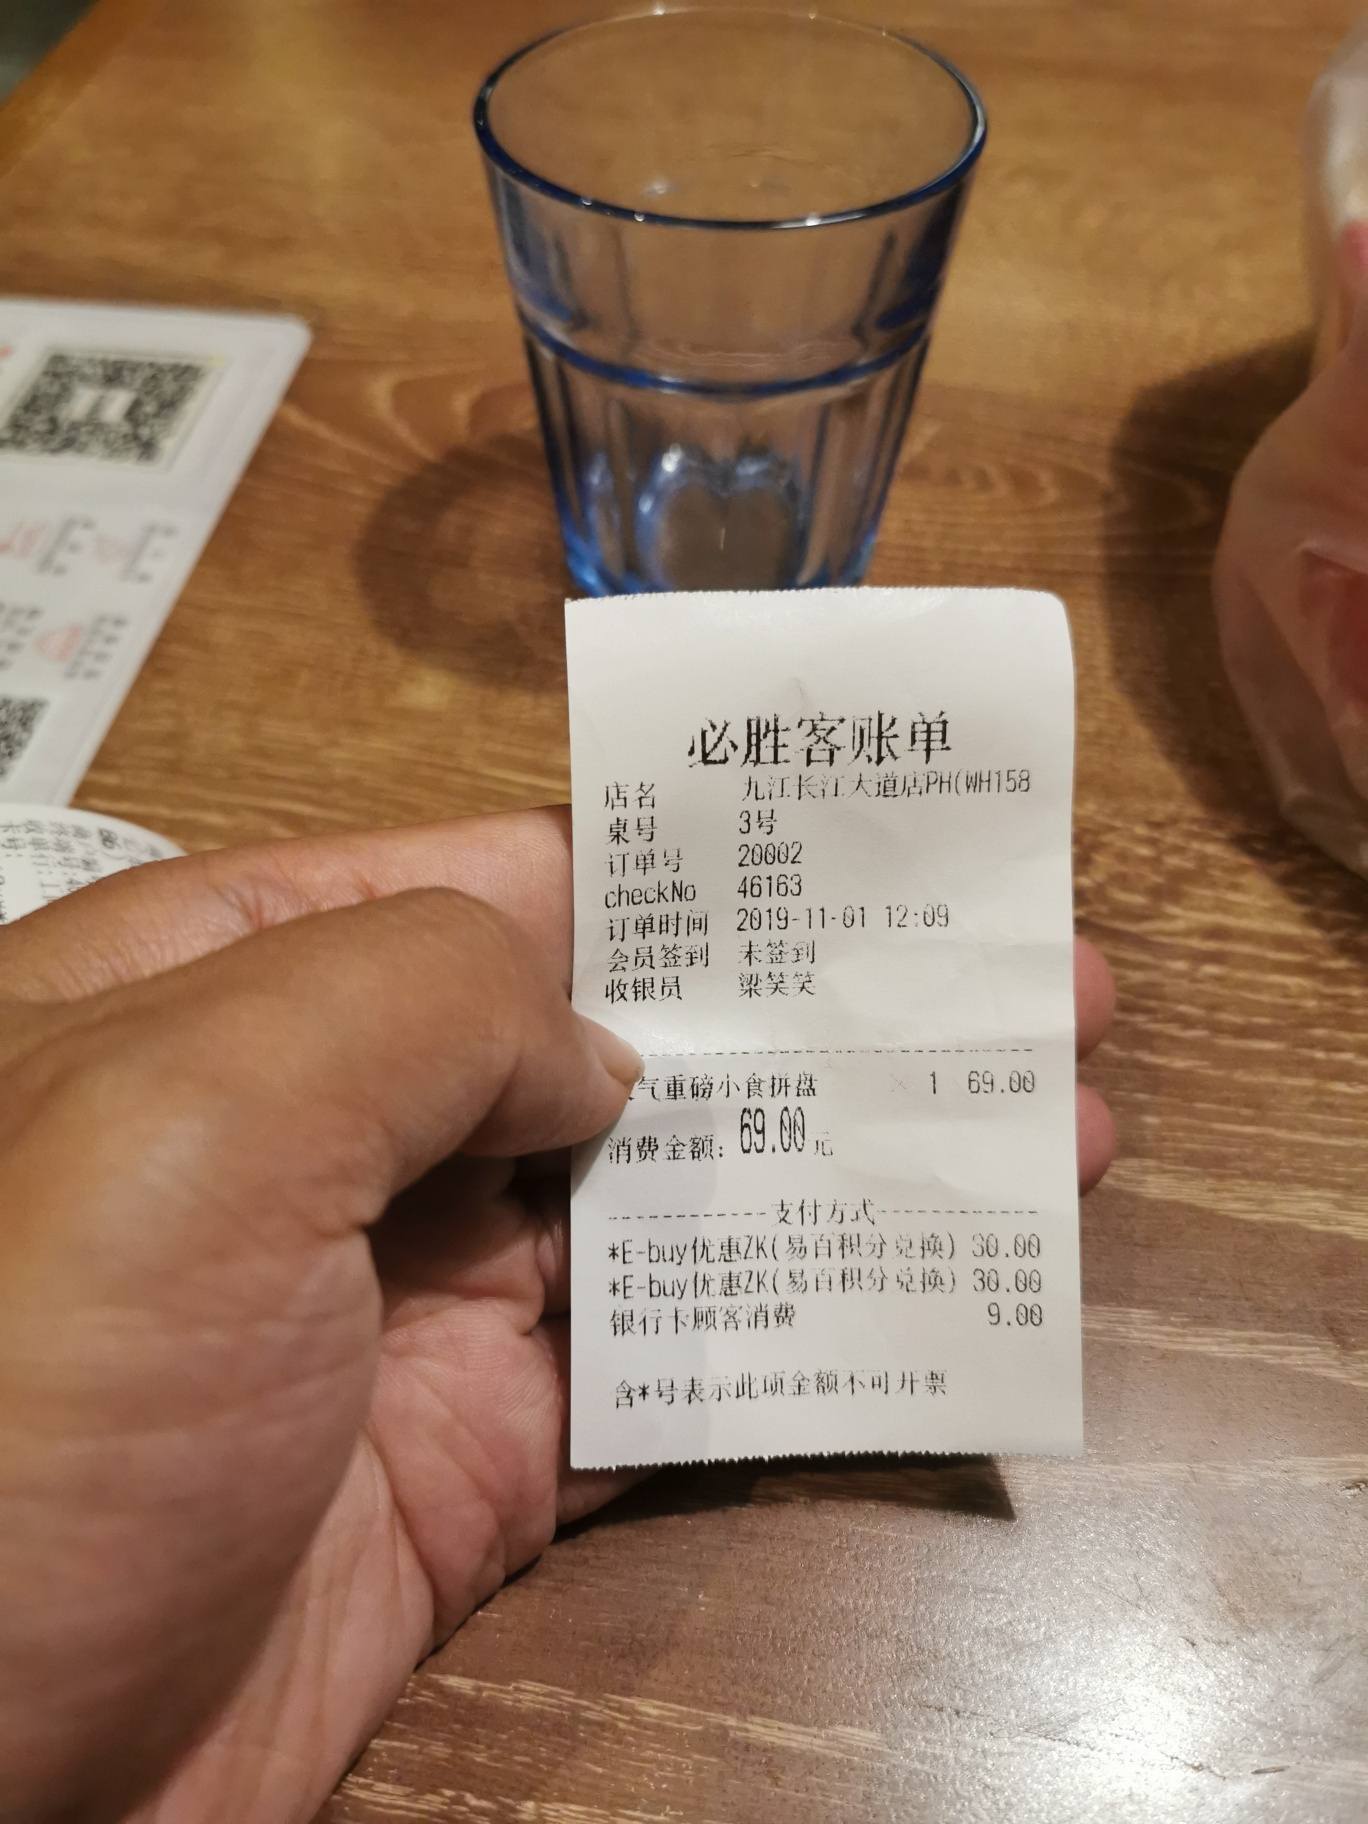 必胜客账单
店名 九江长江大道店PH(WH158
桌号 3号
订单号 20002
checkNo 46163
订单时间 2019-11-01 12:09
会员签到 未签到
收银员 梁笑笑
气重磅小食拼盘 × 1 69.00
消费金额: 69.00 元
------------支付方式------------
*E-buy优惠ZK(易百积分兑换) 30.00
*E-buy优惠ZK(易百积分兑换) 30.00
银行卡顾客消费 9.00
含*号表示此项金额不可开票